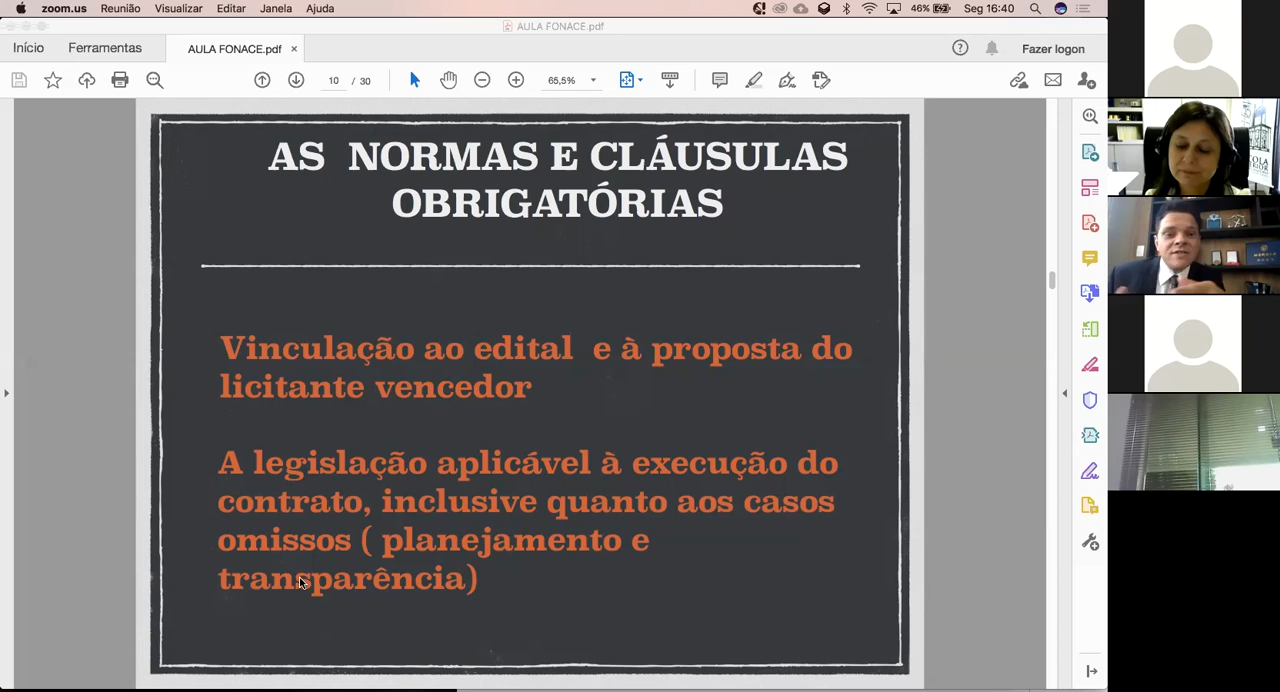 zoom.us Reunião Visualizar Editar Janela Ajuda 46% Seg 16:40
AULA FONACE.pdf
Início Ferramentas AULA FONACE.pdf × Fazer logon
10 / 30 65,5%
AS NORMAS E CLÁUSULAS
OBRIGATÓRIAS
Vinculação ao edital e à proposta do
licitante vencedor
A legislação aplicável à execução do
contrato, inclusive quanto aos casos
omissos ( planejamento e
transparência)